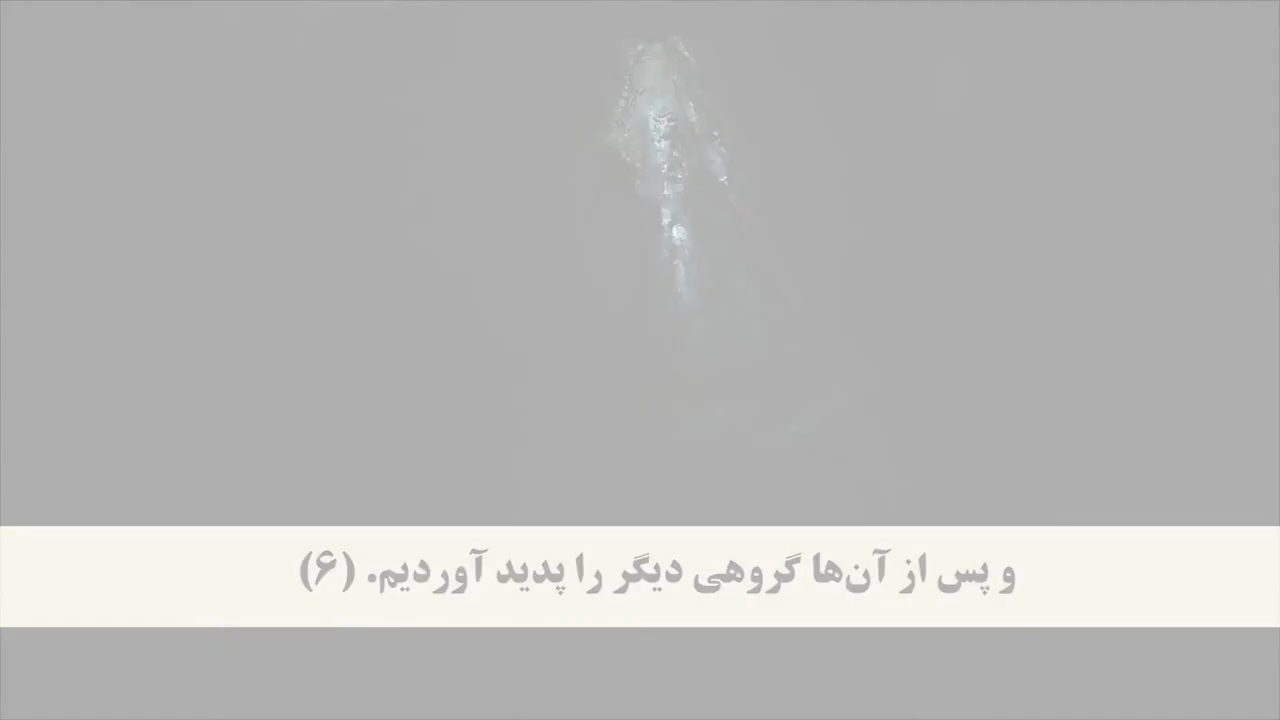 و پس از آن‌ها گروهی دیگر را پدید آوردیم. (۶)